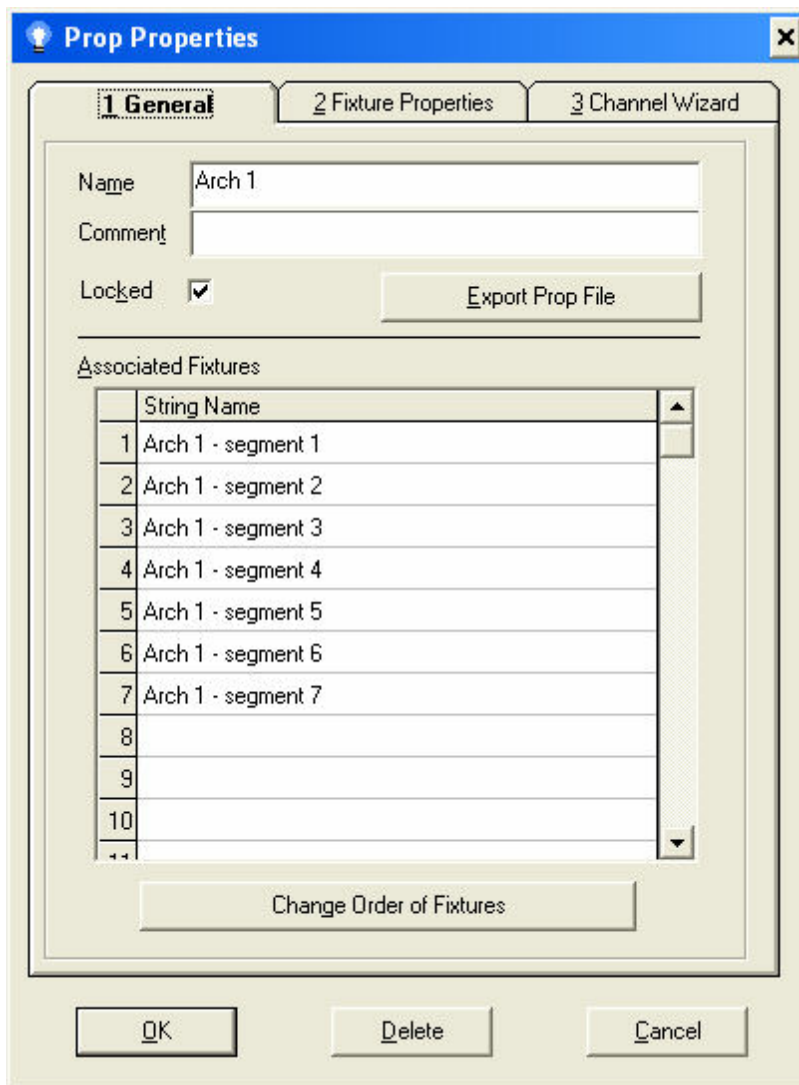 Prop Properties
1 General 2 Fixture Properties 3 Channel Wizard
Name Arch 1
Comment
Locked Export Prop File
Associated Fixtures
String Name
1 Arch 1 - segment 1
2 Arch 1 - segment 2
3 Arch 1 - segment 3
4 Arch 1 - segment 4
5 Arch 1 - segment 5
6 Arch 1 - segment 6
7 Arch 1 - segment 7
8
9
10
Change Order of Fixtures
OK Delete Cancel